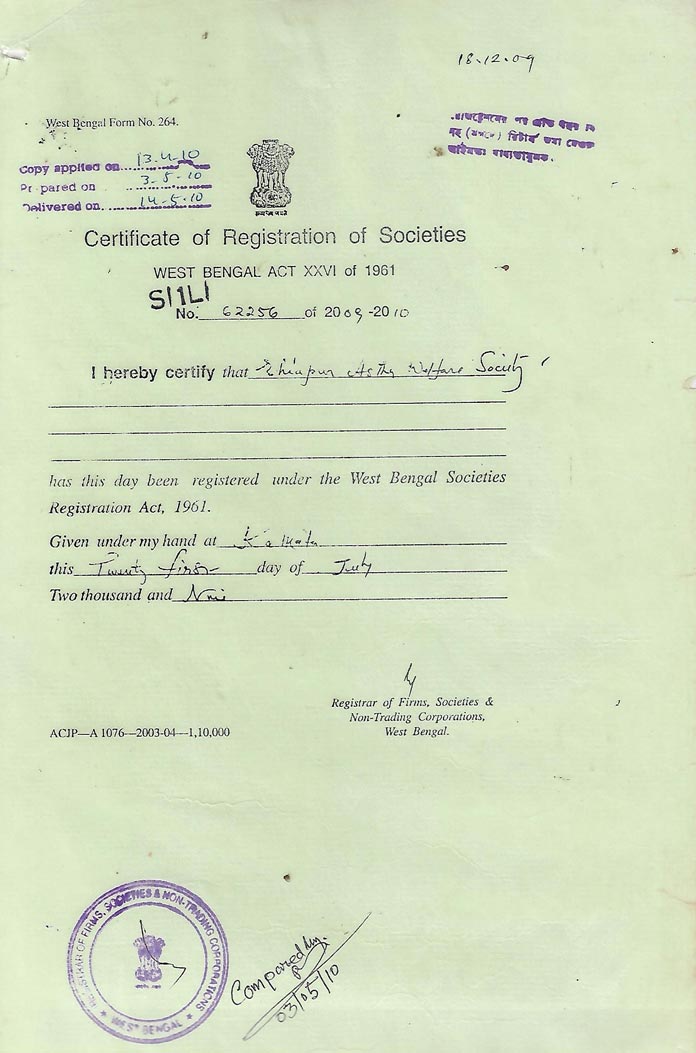 18.12.09
West Bengal Form No. 264.
Copy applied on 13.4.10
Prepared on 3-5-10
Delivered on 14-5-10
Certificate of Registration of Societies
WEST BENGAL ACT XXVI of 1961
S/1L/
No. 62256 of 2009-2010
I hereby certify that Astha Welfare Society
has this day been registered under the West Bengal Societies
Registration Act, 1961.
Given under my hand at Kolkata
this Twenty first day of July
Two thousand and Nine
Registrar of Firms, Societies &
Non-Trading Corporations,
West Bengal.
ACJP—A 1076—2003-04—1,10,000
REGISTRAR OF FIRMS, SOCIETIES & NON-TRADING CORPORATIONS
★ WEST BENGAL ★
Compared by
03/05/10